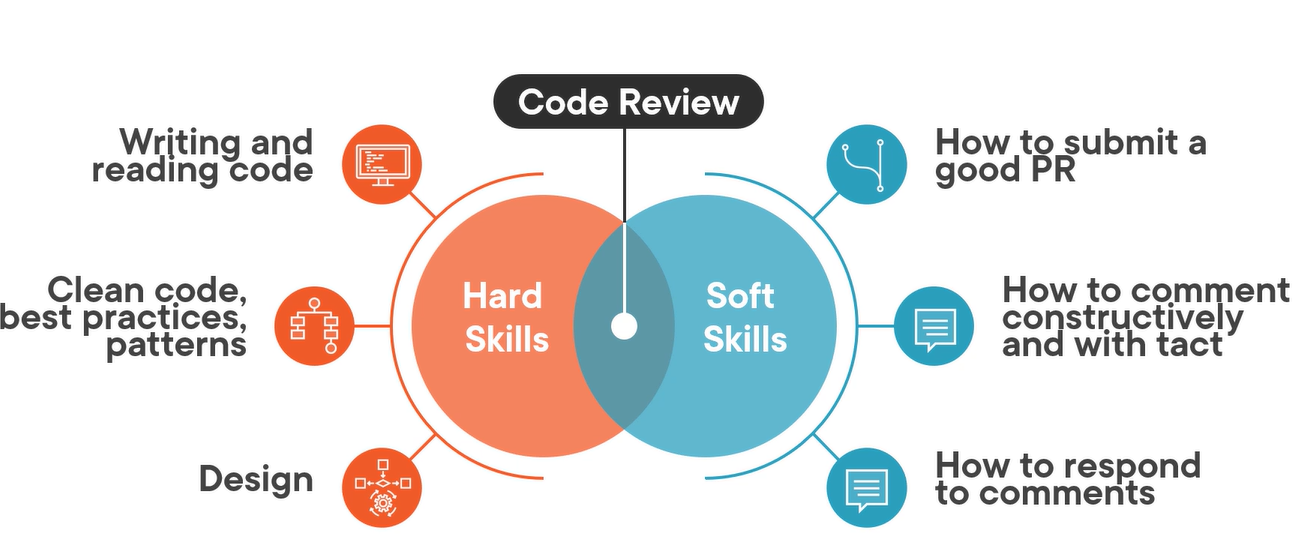 Code Review
Writing and
reading code
How to submit a
good PR
Clean code,
best practices,
patterns
Hard
Skills
Soft
Skills
How to comment
constructively
and with tact
Design
How to respond
to comments